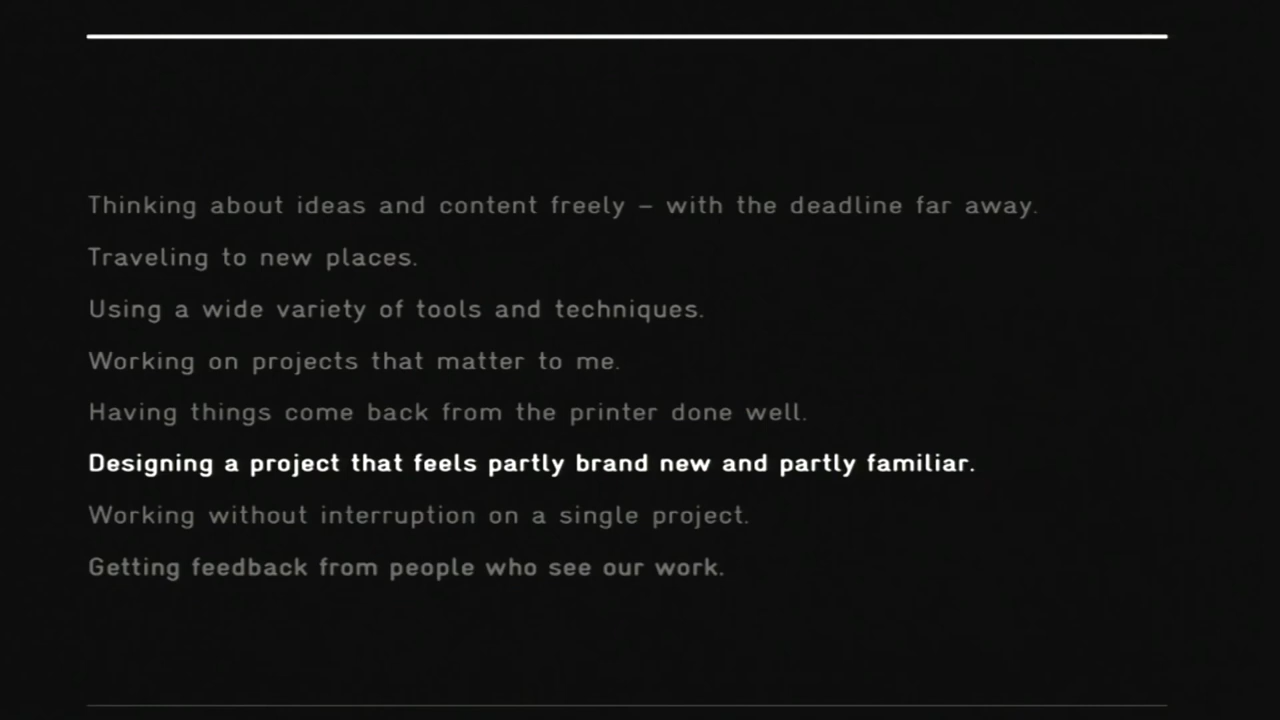 Thinking about ideas and content freely – with the deadline far away.
Traveling to new places.
Using a wide variety of tools and techniques.
Working on projects that matter to me.
Having things come back from the printer done well.
Designing a project that feels partly brand new and partly familiar.
Working without interruption on a single project.
Getting feedback from people who see our work.